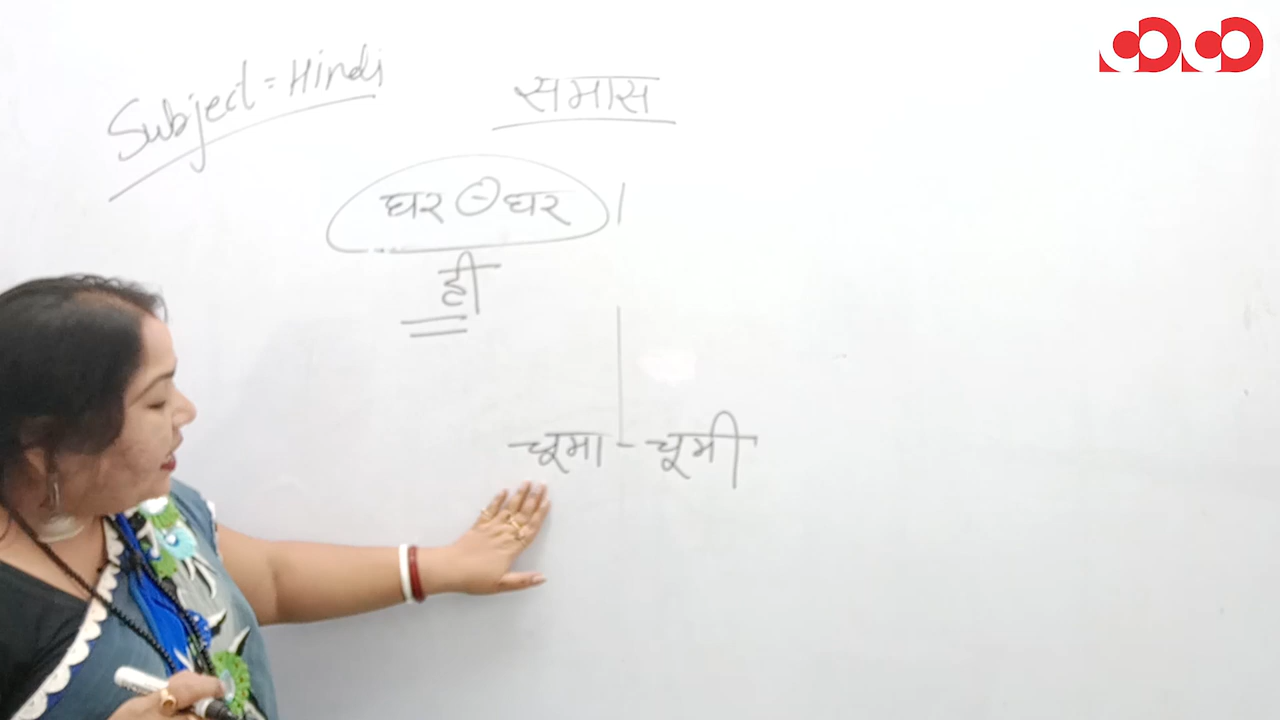 Subject = Hindi
समास
घर - घर ।
ही
चूमा - चूमी